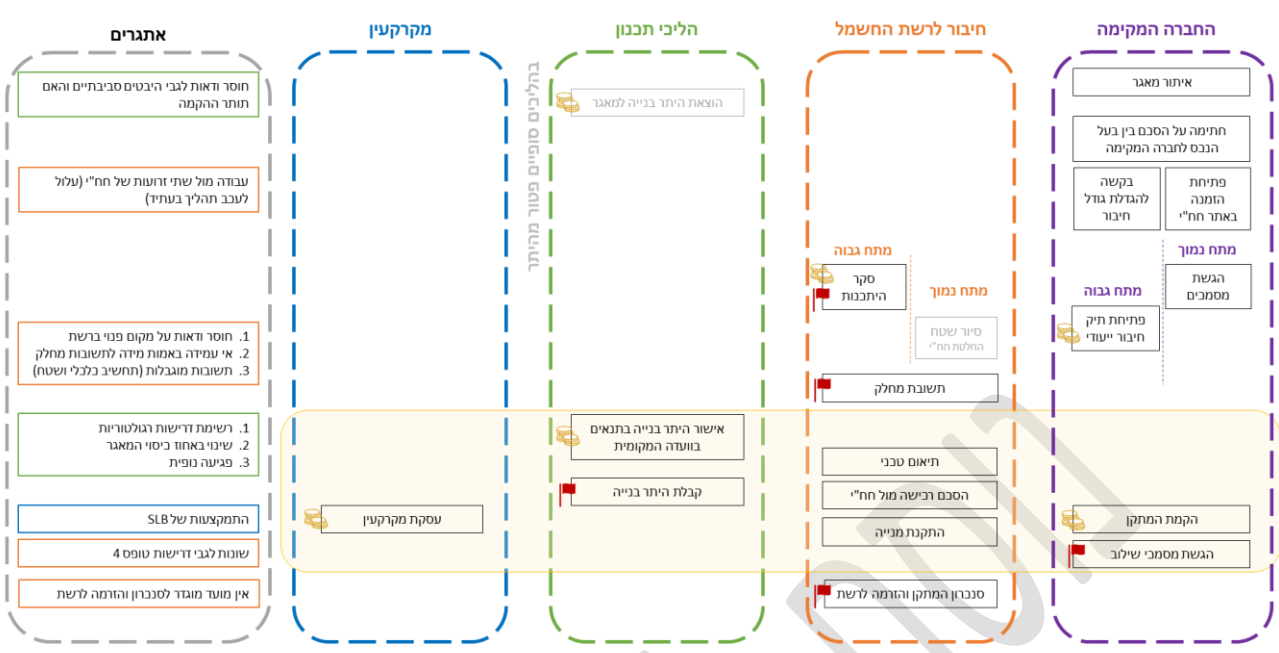 החברה המקימה
איתור מאגר
חתימה על הסכם בין בעל
הנכס לחברה המקימה
פתיחת
הזמנה
באתר חח"י
בקשה
להגדלת גודל
חיבור
מתח נמוך
הגשת
מסמכים
מתח גבוה
פתיחת תיק
חיבור ייעודי
הקמת המתקן
הגשת מסמכי שילוב
חיבור לרשת החשמל
מתח גבוה
סקר
היתכנות
מתח נמוך
סיור שטח
החלטת חח"י
תשובת מחלק
תיאום טכני
הסכם רכישה מול חח"י
התקנת מנייה
סנכרון המתקן והזרמה לרשת
הליכי תכנון
הוצאת היתר בנייה למאגר
אישור היתר בנייה בתנאים
בוועדה המקומית
קבלת היתר בנייה
בהליכים סופיים פטור מהיתר
מקרקעין
עסקת מקרקעין
אתגרים
חוסר ודאות לגבי היבטים סביבתיים והאם
תותר ההקמה
עבודה מול שתי זרועות של חח"י (עלול
לעכב תהליך בעתיד)
1. חוסר ודאות על מקום פנוי ברשת
2. אי עמידה באמות מידה לתשובות מחלק
3. תשובות מוגבלות (תחשיב כלכלי ושטח)
1. רשימת דרישות רגולטוריות
2. שינוי באחוז כיסוי המאגר
3. פגיעה נופית
התמקצעות של SLB
שונות לגבי דרישות טופס 4
אין מועד מוגדר לסנכרון והזרמה לרשת